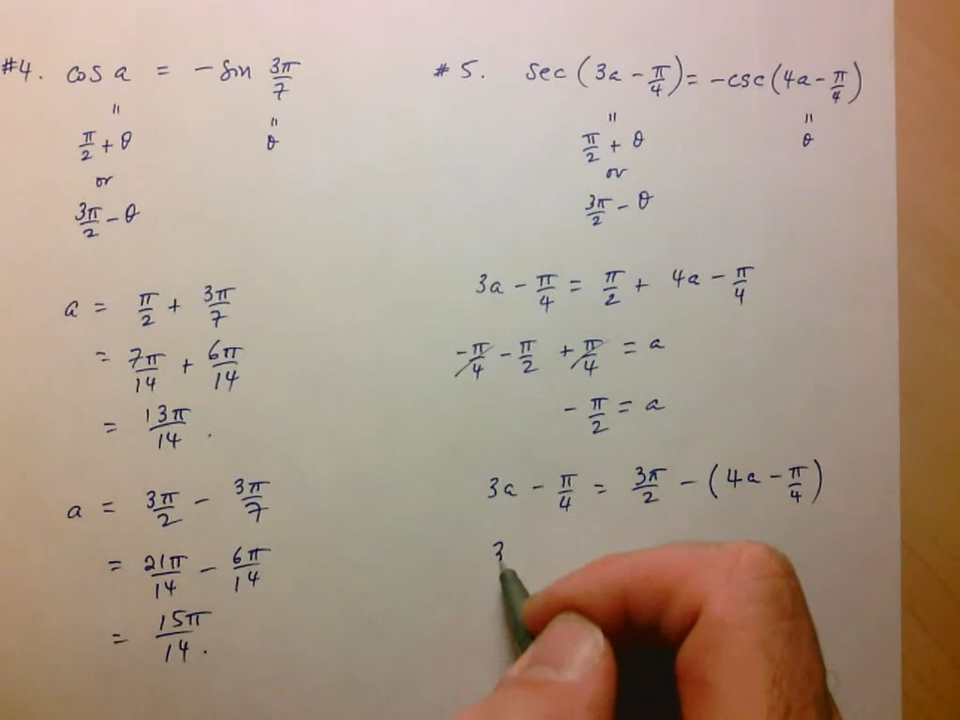 #4. cos a = - sin 3π/7
" "
π/2 + θ θ
or
3π/2 - θ
a = π/2 + 3π/7
= 7π/14 + 6π/14
= 13π/14.
a = 3π/2 - 3π/7
= 21π/14 - 6π/14
= 15π/14.
#5. sec (3a - π/4) = -csc (4a - π/4)
" "
π/2 + θ θ
or
3π/2 - θ
3a - π/4 = π/2 + 4a - π/4
-π/4 - π/2 + π/4 = a
- π/2 = a
3a - π/4 = 3π/2 - (4a - π/4)
3